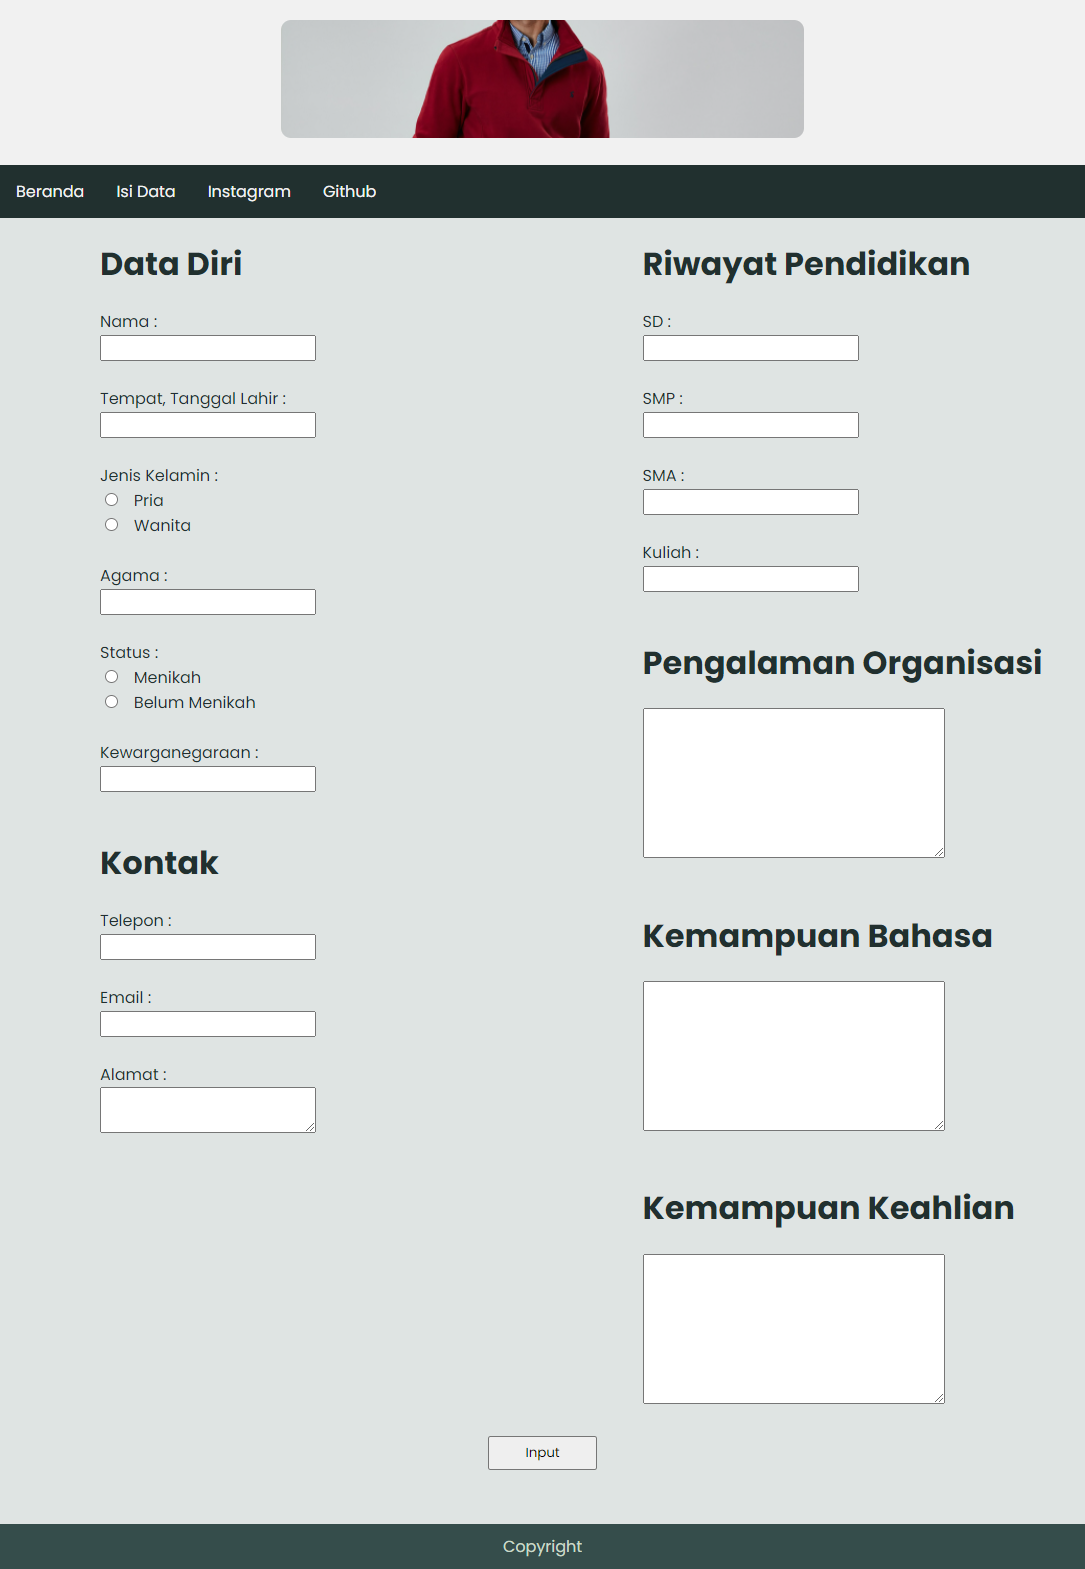 Beranda
Isi Data
Instagram
Github
Data Diri
Nama :
Tempat, Tanggal Lahir :
Jenis Kelamin :
Pria
Wanita
Agama :
Status :
Menikah
Belum Menikah
Kewarganegaraan :
Kontak
Telepon :
Email :
Alamat :
Riwayat Pendidikan
SD :
SMP :
SMA :
Kuliah :
Pengalaman Organisasi
Kemampuan Bahasa
Kemampuan Keahlian
Input
Copyright